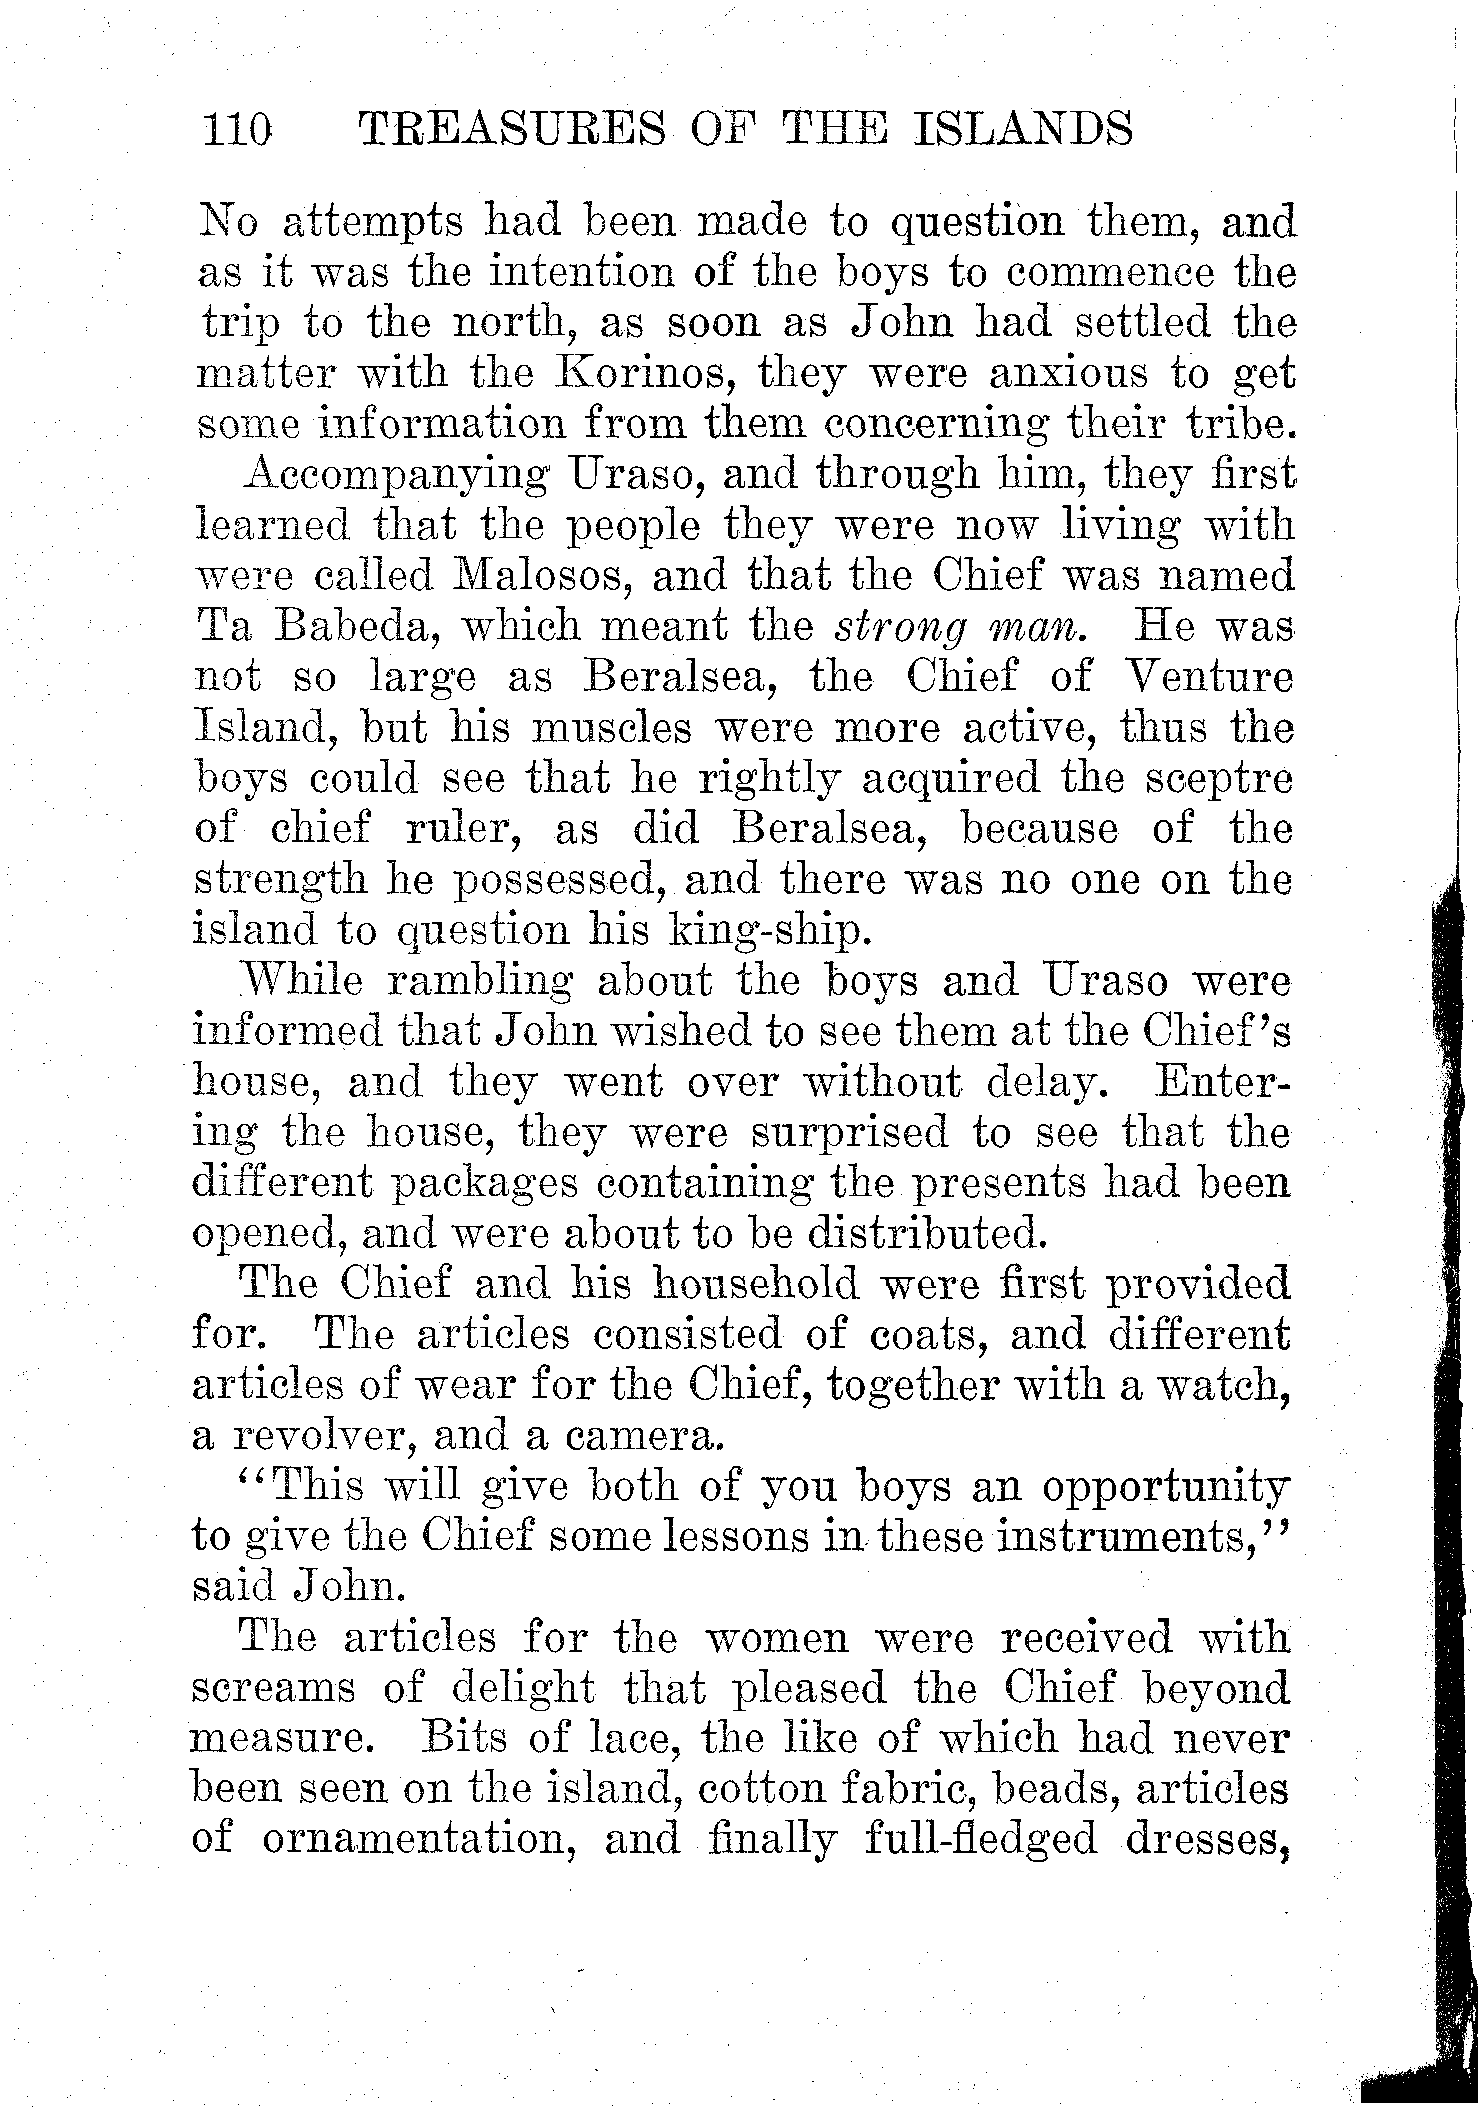 110 TREASURES OF THE ISLANDS
No attempts had been made to question them, and
as it was the intention of the boys to commence the
trip to the north, as soon as John had settled the
matter with the Korinos, they were anxious to get
some information from them concerning their tribe.
Accompanying Uraso, and through him, they first
learned that the people they were now living with
were called Malosos, and that the Chief was named
Ta Babeda, which meant the strong man. He was
not so large as Beralsea, the Chief of Venture
Island, but his muscles were more active, thus the
boys could see that he rightly acquired the sceptre
of chief ruler, as did Beralsea, because of the
strength he possessed, and there was no one on the
island to question his king-ship.
While rambling about the boys and Uraso were
informed that John wished to see them at the Chief's
house, and they went over without delay. Enter-
ing the house, they were surprised to see that the
different packages containing the presents had been
opened, and were about to be distributed.
The Chief and his household were first provided
for. The articles consisted of coats, and different
articles of wear for the Chief, together with a watch,
a revolver, and a camera.
"This will give both of you boys an opportunity
to give the Chief some lessons in these instruments,"
said John.
The articles for the women were received with
screams of delight that pleased the Chief beyond
measure. Bits of lace, the like of which had never
been seen on the island, cotton fabric, beads, articles
of ornamentation, and finally full-fledged dresses,